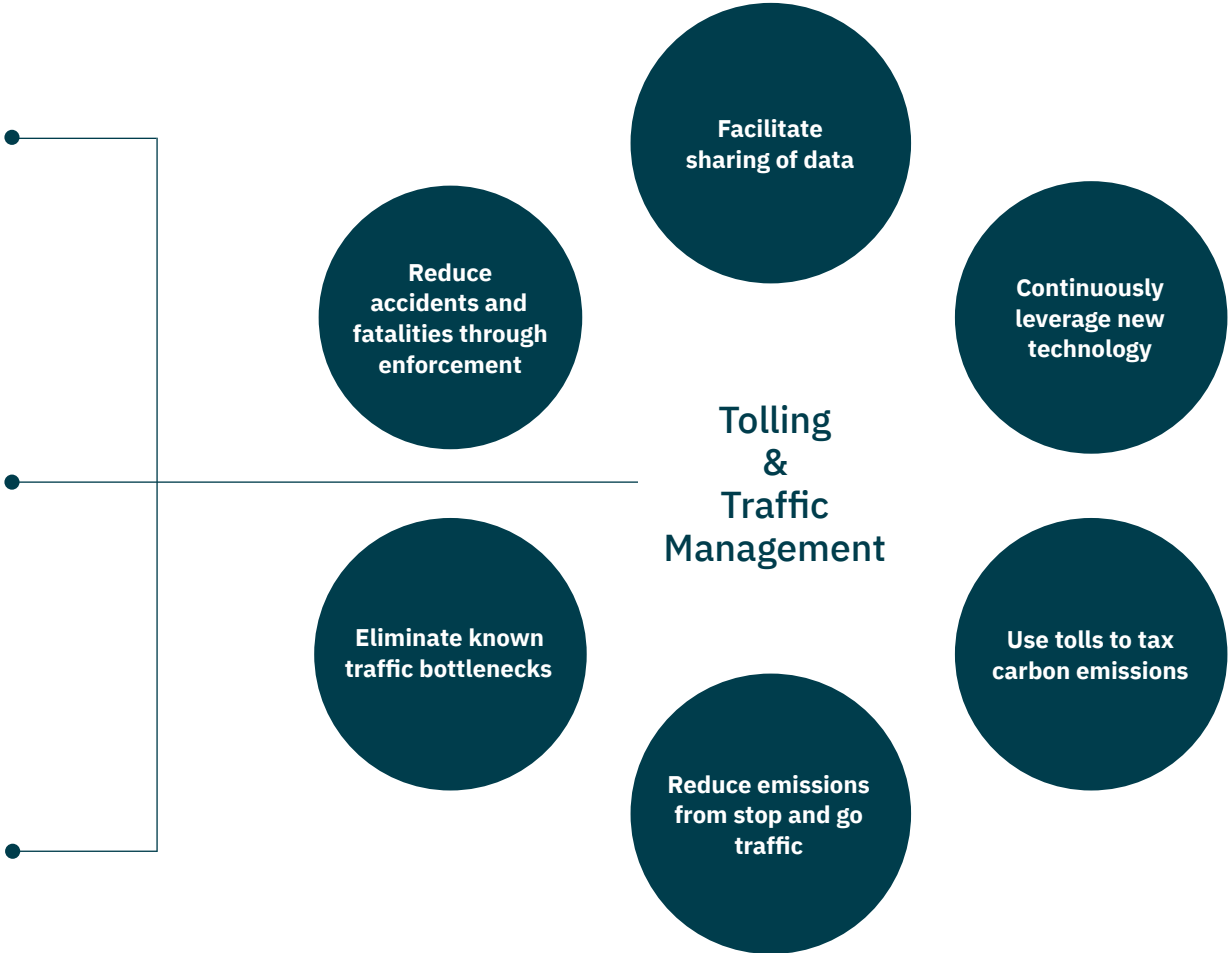 Facilitate
sharing of data
Reduce
accidents and
fatalities through
enforcement
Continuously
leverage new
technology
Tolling
&
Traffic
Management
Eliminate known
traffic bottlenecks
Use tolls to tax
carbon emissions
Reduce emissions
from stop and go
traffic